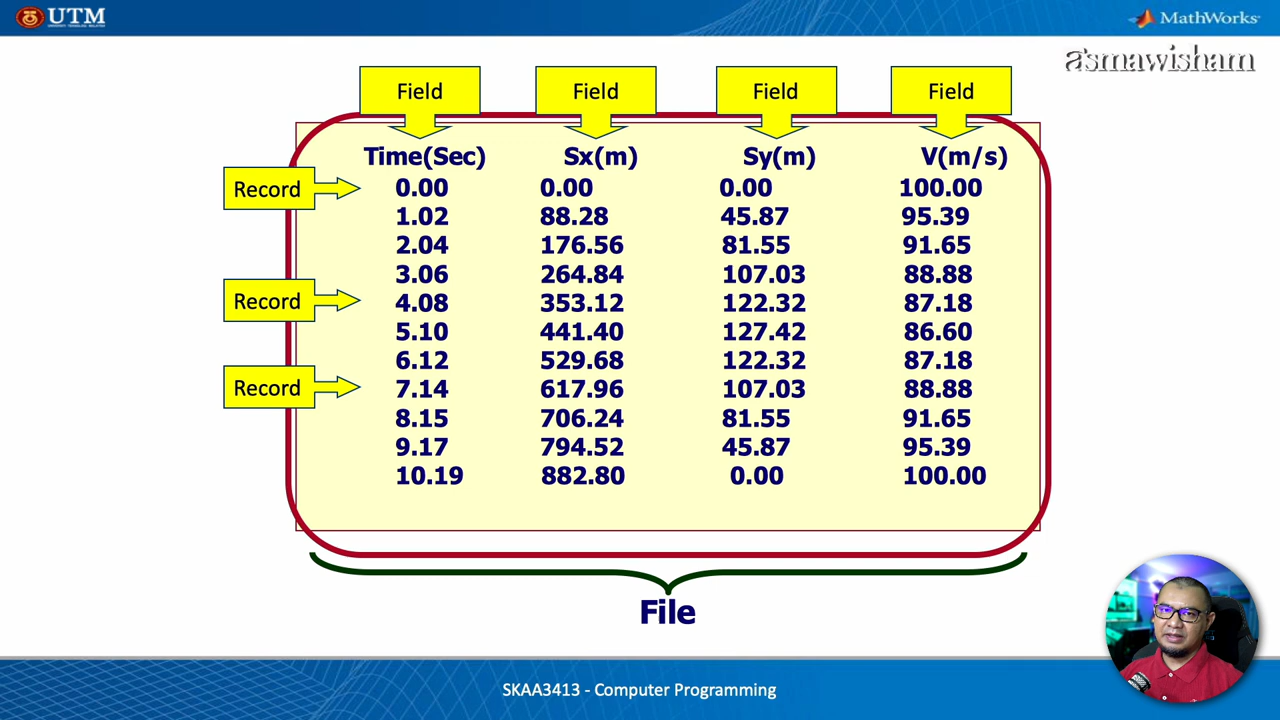 UTM
UNIVERSITI TEKNOLOGI MALAYSIA
MathWorks
asmawisham
Field Field Field Field
Time(Sec) Sx(m) Sy(m) V(m/s)
Record 0.00 0.00 0.00 100.00
1.02 88.28 45.87 95.39
2.04 176.56 81.55 91.65
3.06 264.84 107.03 88.88
Record 4.08 353.12 122.32 87.18
5.10 441.40 127.42 86.60
6.12 529.68 122.32 87.18
Record 7.14 617.96 107.03 88.88
8.15 706.24 81.55 91.65
9.17 794.52 45.87 95.39
10.19 882.80 0.00 100.00
File
SKAA3413 - Computer Programming